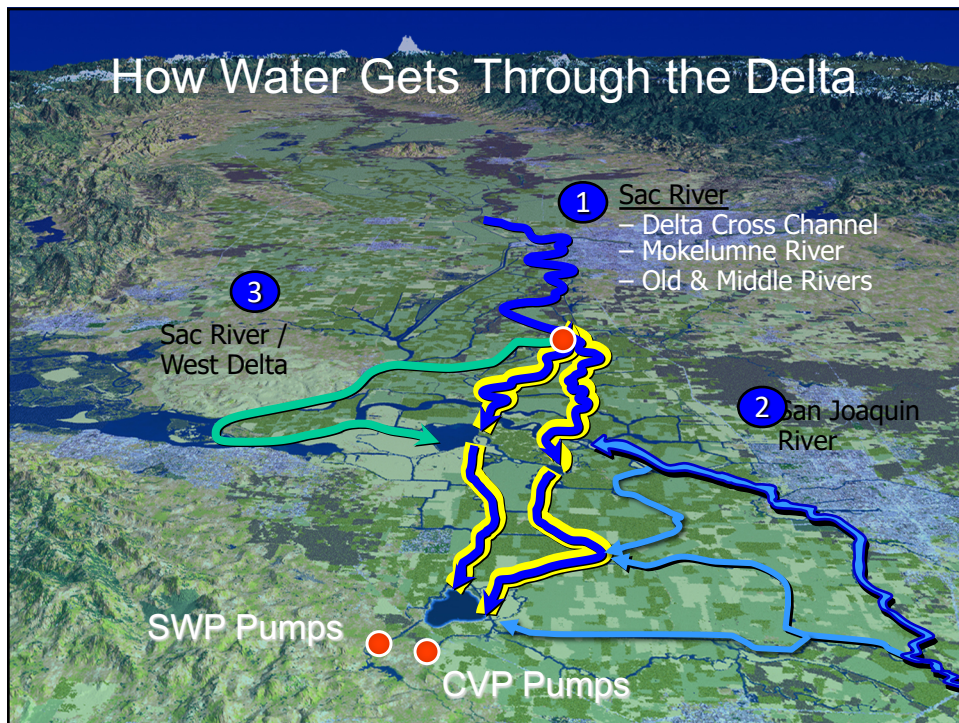 How Water Gets Through the Delta
1
Sac River
– Delta Cross Channel
– Mokelumne River
– Old & Middle Rivers
3
Sac River /
West Delta
2
San Joaquin
River
SWP Pumps
CVP Pumps